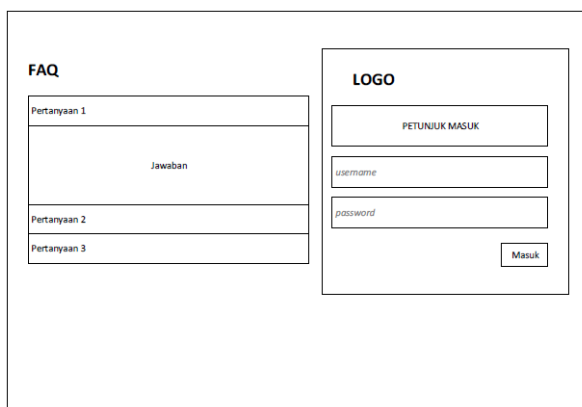 FAQ
Pertanyaan 1
Jawaban
Pertanyaan 2
Pertanyaan 3
LOGO
PETUNJUK MASUK
username
password
Masuk